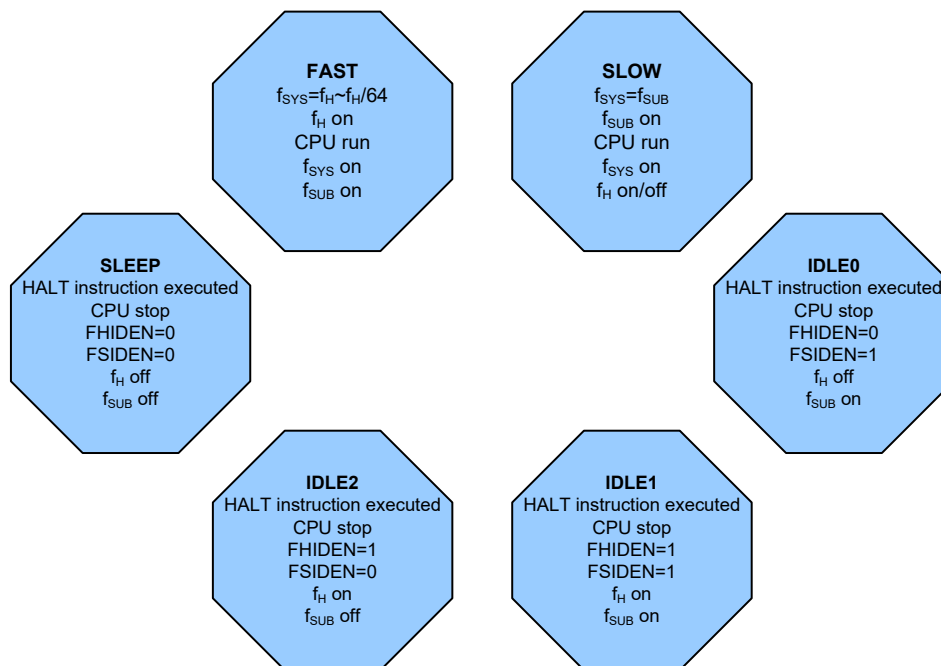 FAST
fSYS=fH~fH/64
fH on
CPU run
fSYS on
fSUB on
SLOW
fSYS=fSUB
fSUB on
CPU run
fSYS on
fH on/off
SLEEP
HALT instruction executed
CPU stop
FHIDEN=0
FSIDEN=0
fH off
fSUB off
IDLE0
HALT instruction executed
CPU stop
FHIDEN=0
FSIDEN=1
fH off
fSUB on
IDLE2
HALT instruction executed
CPU stop
FHIDEN=1
FSIDEN=0
fH on
fSUB off
IDLE1
HALT instruction executed
CPU stop
FHIDEN=1
FSIDEN=1
fH on
fSUB on